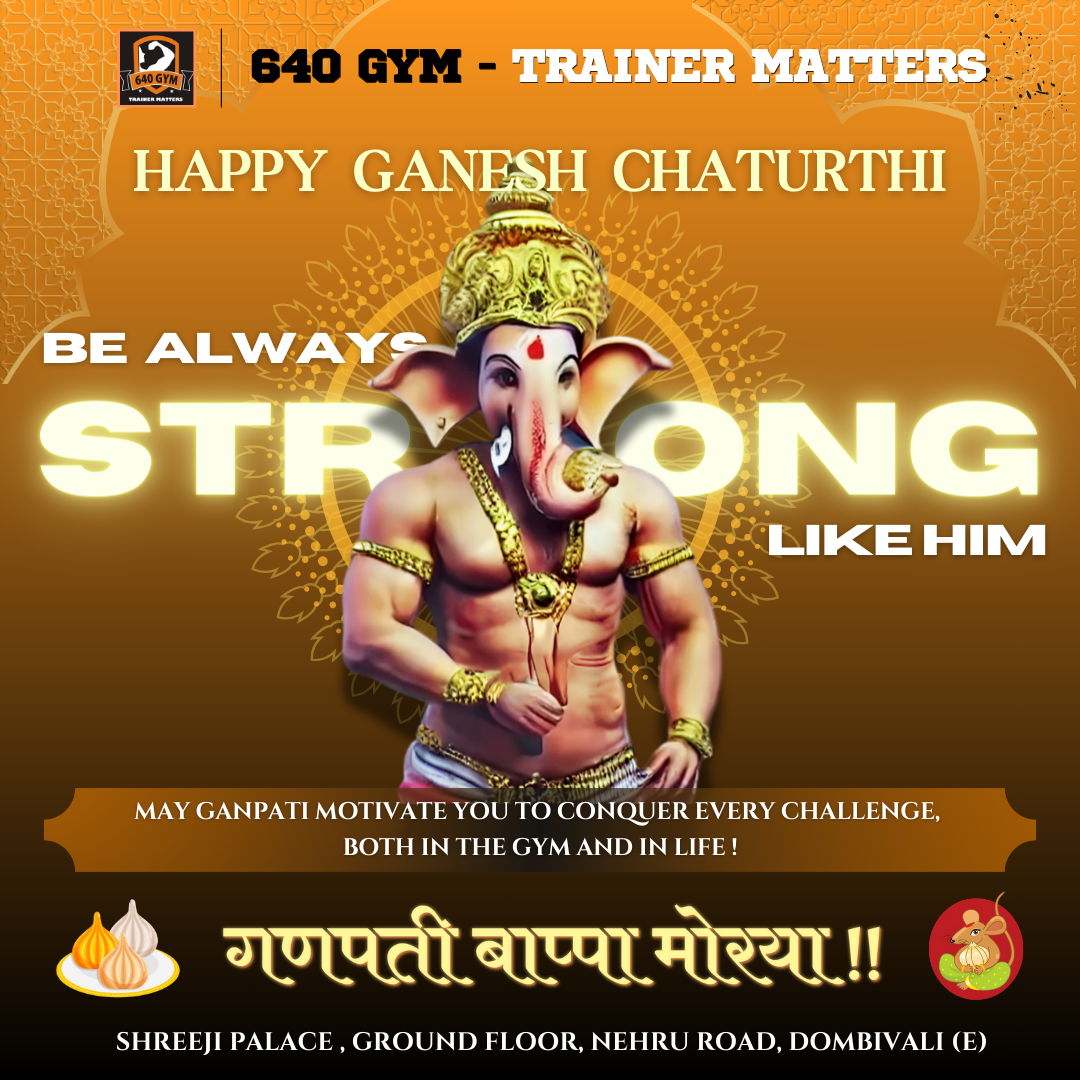 640 GYM
TRAINER MATTERS
640 GYM - TRAINER MATTERS
HAPPY GANESH CHATURTHI
BE ALWAYS
STRONG
LIKE HIM
MAY GANPATI MOTIVATE YOU TO CONQUER EVERY CHALLENGE,
BOTH IN THE GYM AND IN LIFE !
गणपती बाप्पा मोरया !!
SHREEJI PALACE , GROUND FLOOR, NEHRU ROAD, DOMBIVALI (E)